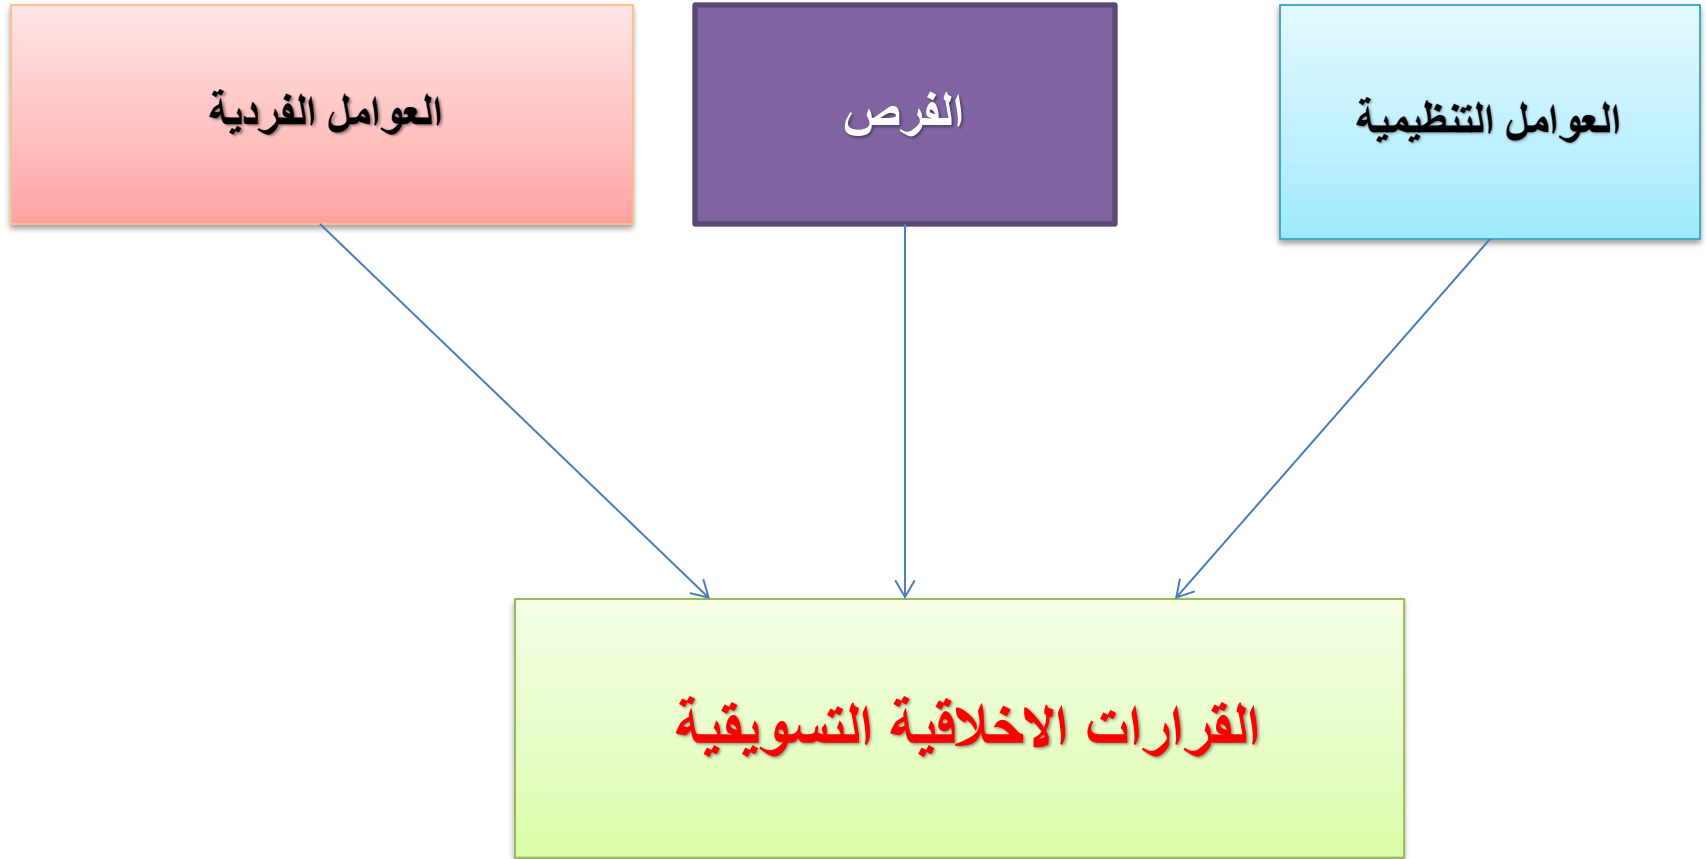 العوامل التنظيمية
الفرص
العوامل الفردية
القرارات الاخلاقية التسويقية